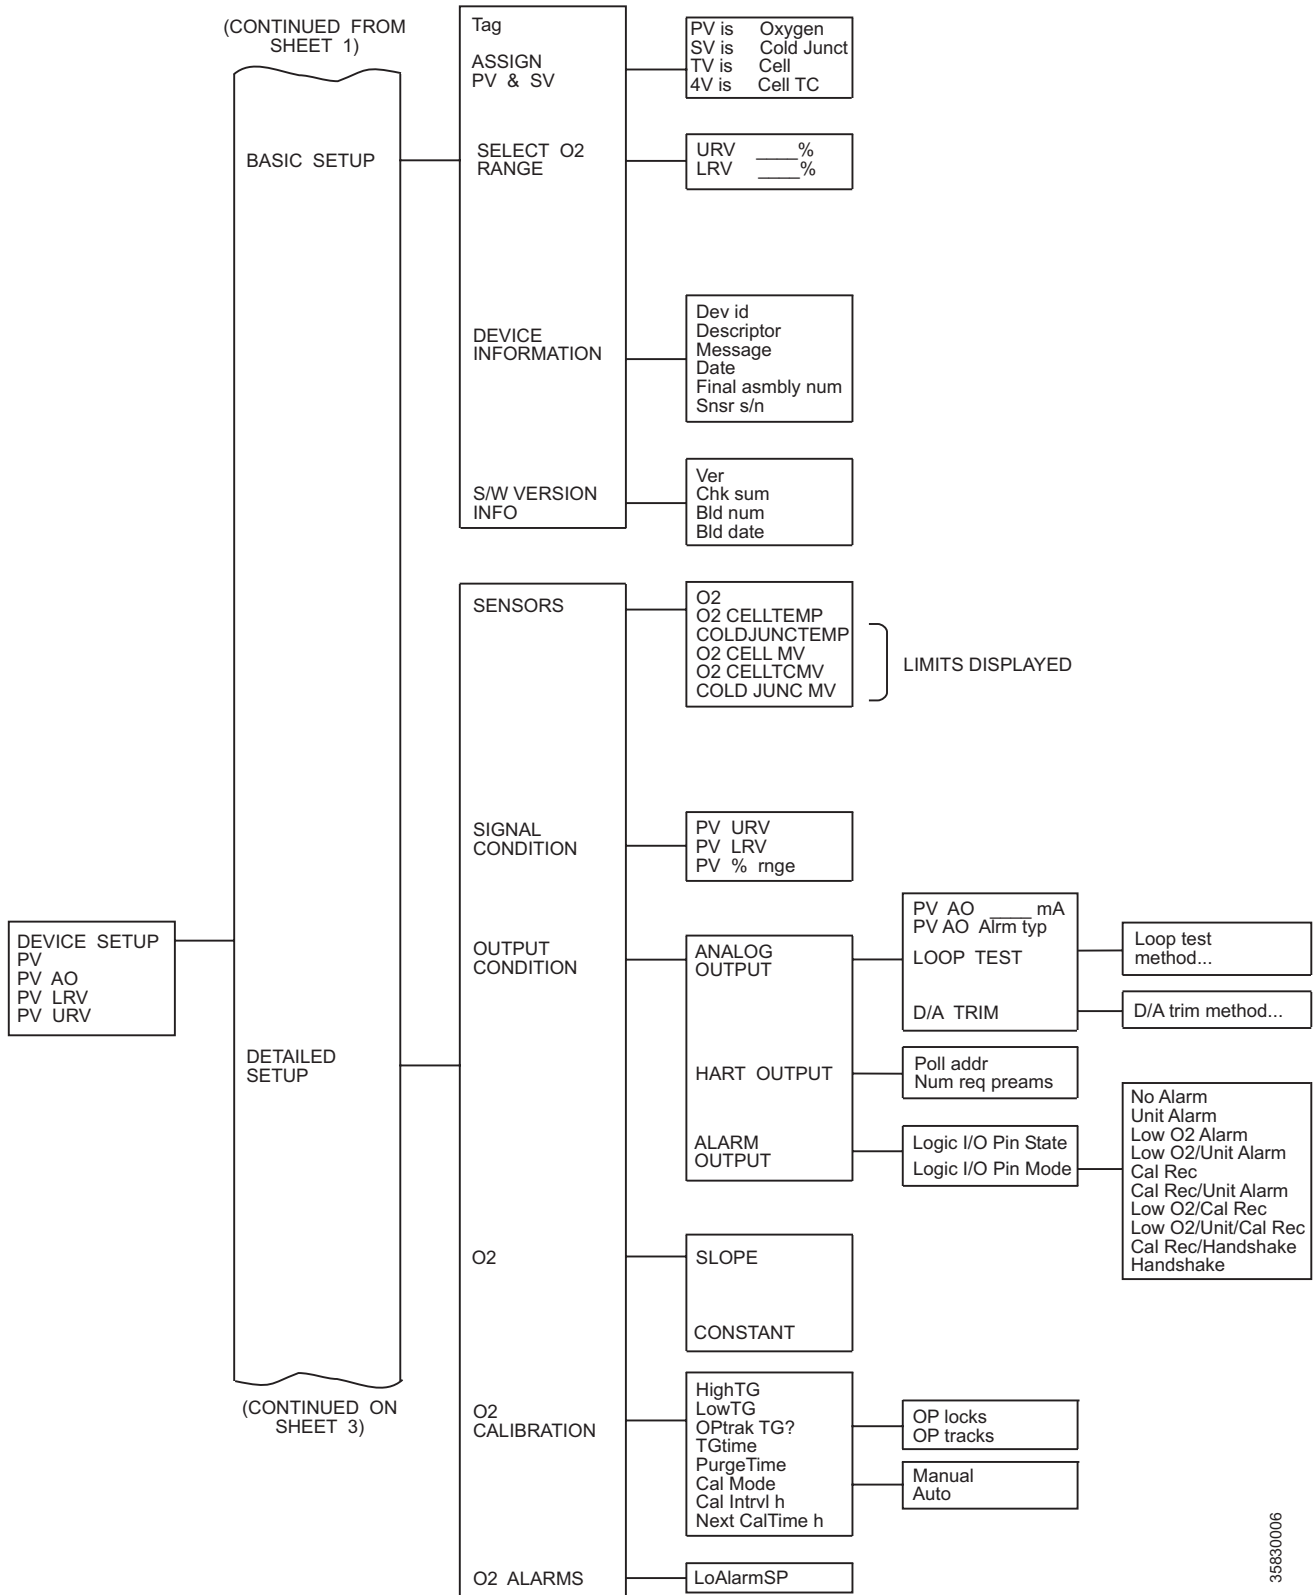 (CONTINUED FROM
SHEET 1)
BASIC SETUP
Tag
ASSIGN
PV & SV
PV is Oxygen
SV is Cold Junct
TV is Cell
4V is Cell TC
SELECT O2
RANGE
URV ____%
LRV ____%
DEVICE
INFORMATION
Dev id
Descriptor
Message
Date
Final asmbly num
Snsr s/n
S/W VERSION
INFO
Ver
Chk sum
Bld num
Bld date
DEVICE SETUP
PV
PV AO
PV LRV
PV URV
DETAILED
SETUP
SENSORS
O2
O2 CELLTEMP
COLDJUNCTEMP
O2 CELL MV
O2 CELLTCMV
COLD JUNC MV
LIMITS DISPLAYED
SIGNAL
CONDITION
PV URV
PV LRV
PV % rnge
OUTPUT
CONDITION
ANALOG
OUTPUT
PV AO ____ mA
PV AO Alrm typ
LOOP TEST
Loop test
method...
D/A TRIM
D/A trim method...
HART OUTPUT
Poll addr
Num req preams
ALARM
OUTPUT
Logic I/O Pin State
Logic I/O Pin Mode
No Alarm
Unit Alarm
Low O2 Alarm
Low O2/Unit Alarm
Cal Rec
Cal Rec/Unit Alarm
Low O2/Cal Rec
Low O2/Unit/Cal Rec
Cal Rec/Handshake
Handshake
O2
SLOPE
CONSTANT
O2
CALIBRATION
HighTG
LowTG
OPtrak TG?
TGtime
PurgeTime
Cal Mode
Cal Intrvl h
Next CalTime h
OP locks
OP tracks
Manual
Auto
O2 ALARMS
LoAlarmSP
(CONTINUED ON
SHEET 3)
35830006